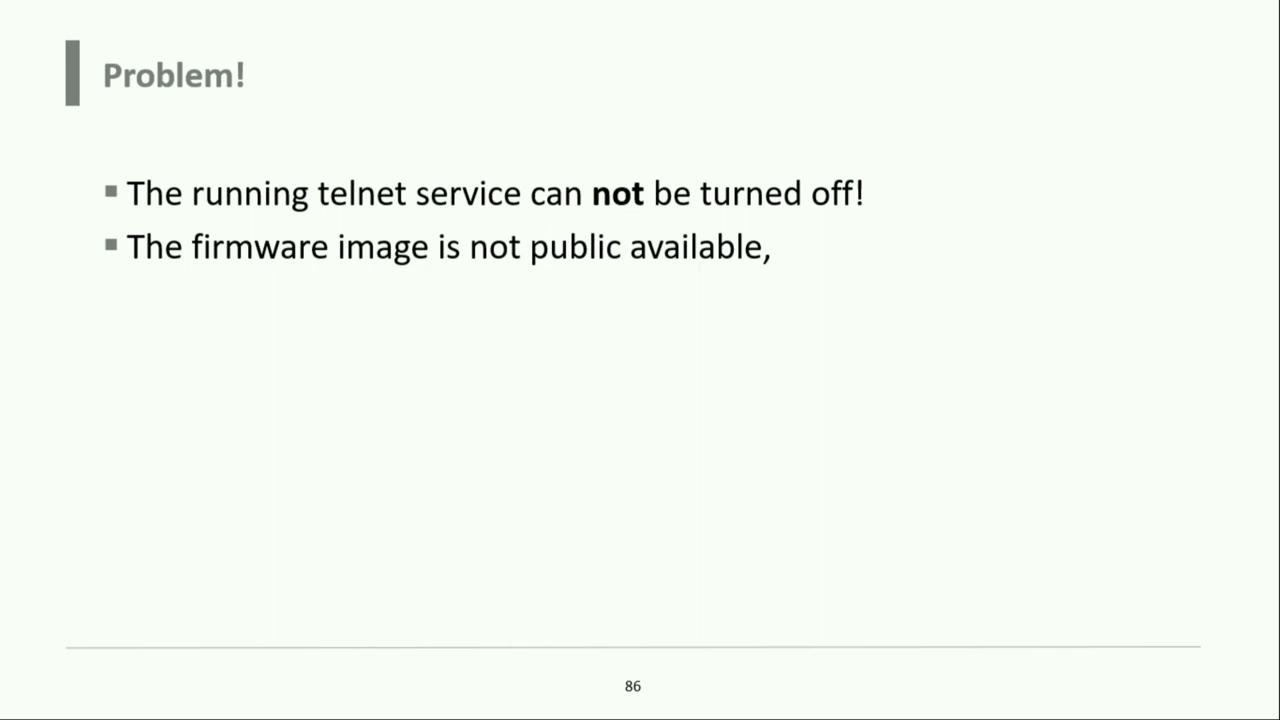 Problem!
▪ The running telnet service can not be turned off!
▪ The firmware image is not public available,
86